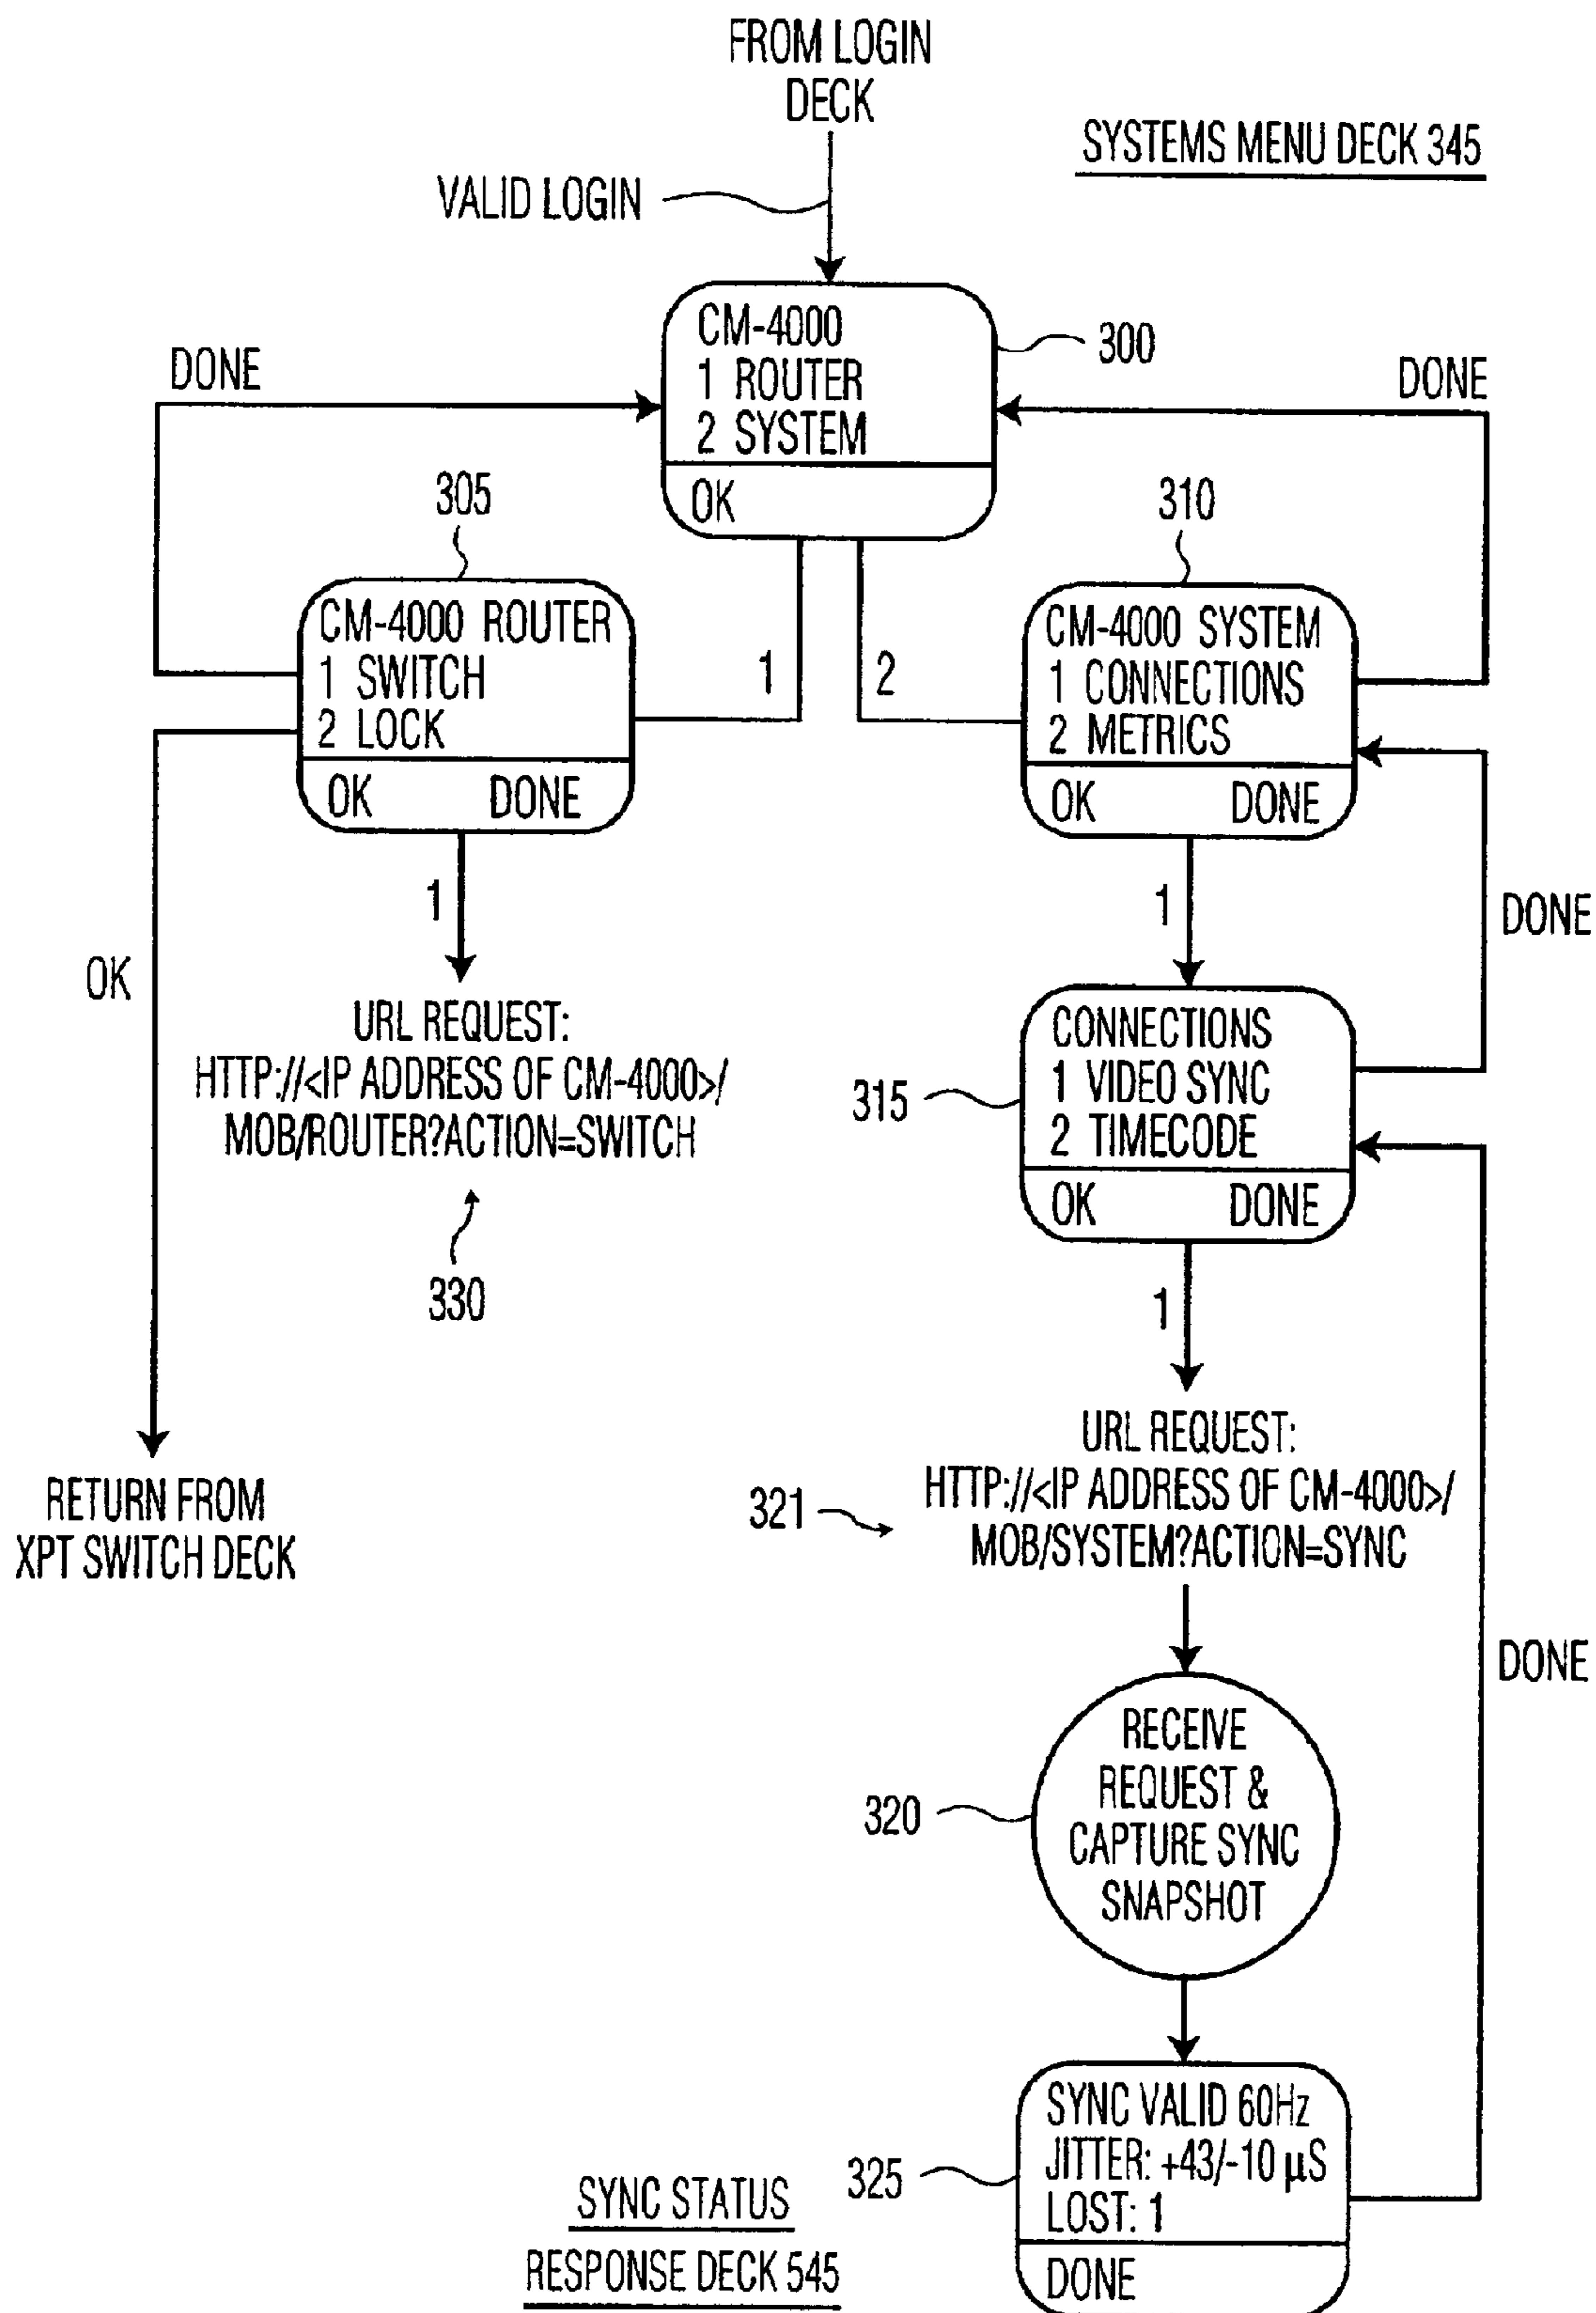 FROM LOGIN
DECK
SYSTEMS MENU DECK 345
VALID LOGIN
CM-4000
1 ROUTER
2 SYSTEM
OK
300
DONE
DONE
305
310
CM-4000 ROUTER
1 SWITCH
2 LOCK
OK DONE
1
2
CM-4000 SYSTEM
1 CONNECTIONS
2 METRICS
OK DONE
1
1
DONE
OK
URL REQUEST:
HTTP://<IP ADDRESS OF CM-4000>/
MOB/ROUTER?ACTION=SWITCH
330
CONNECTIONS
1 VIDEO SYNC
2 TIMECODE
OK DONE
315
1
RETURN FROM
XPT SWITCH DECK
URL REQUEST:
HTTP://<IP ADDRESS OF CM-4000>/
MOB/SYSTEM?ACTION=SYNC
321
DONE
RECEIVE
REQUEST &
CAPTURE SYNC
SNAPSHOT
320
SYNC VALID 60Hz
JITTER: +43/-10 μS
LOST: 1
DONE
325
SYNC STATUS
RESPONSE DECK 545